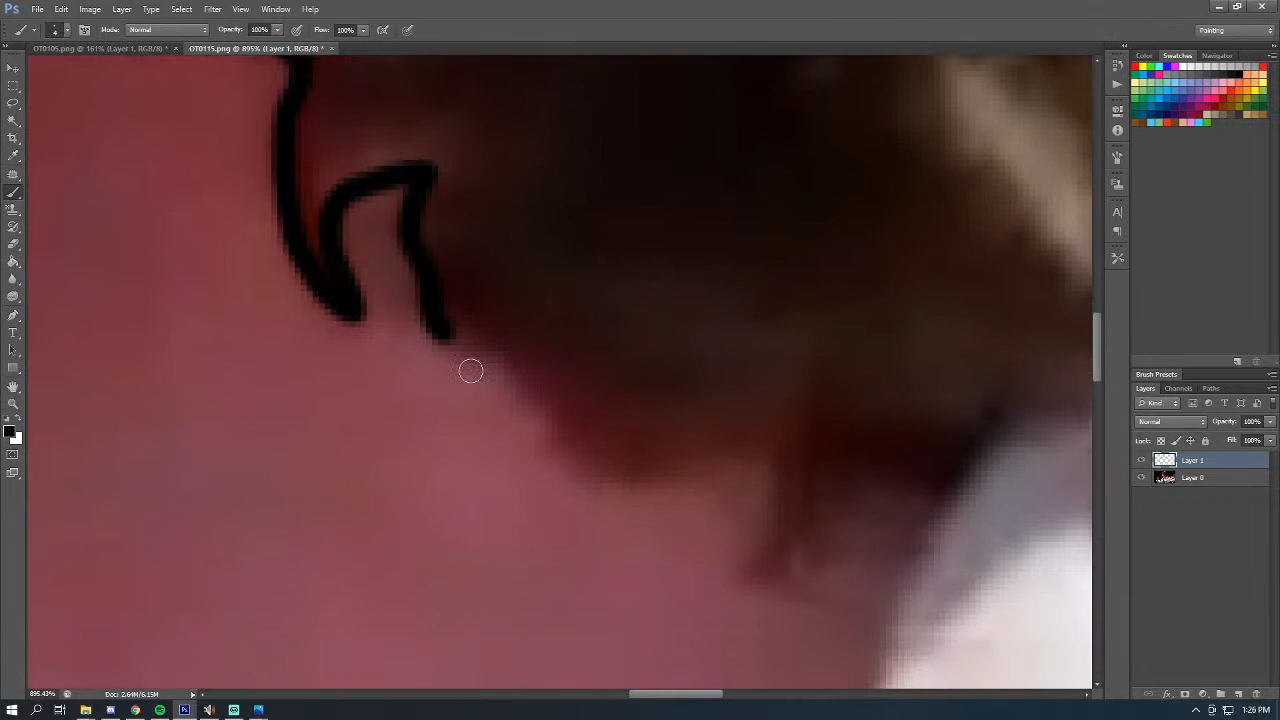 Ps File Edit Image Layer Type Select Filter View Window Help
4 Mode: Normal Opacity: 100% Flow: 100% Painting
OT0105.png @ 161% (Layer 1, RGB/8) * × OT0115.png @ 895% (Layer 1, RGB/8) * ×
Color Swatches Navigator
Brush Presets
Layers Channels Paths
Kind
Normal Opacity: 100%
Lock: Fill: 100%
Layer 1
Layer 0
895.43% Doc: 2.64M/6.15M
1:26 PM